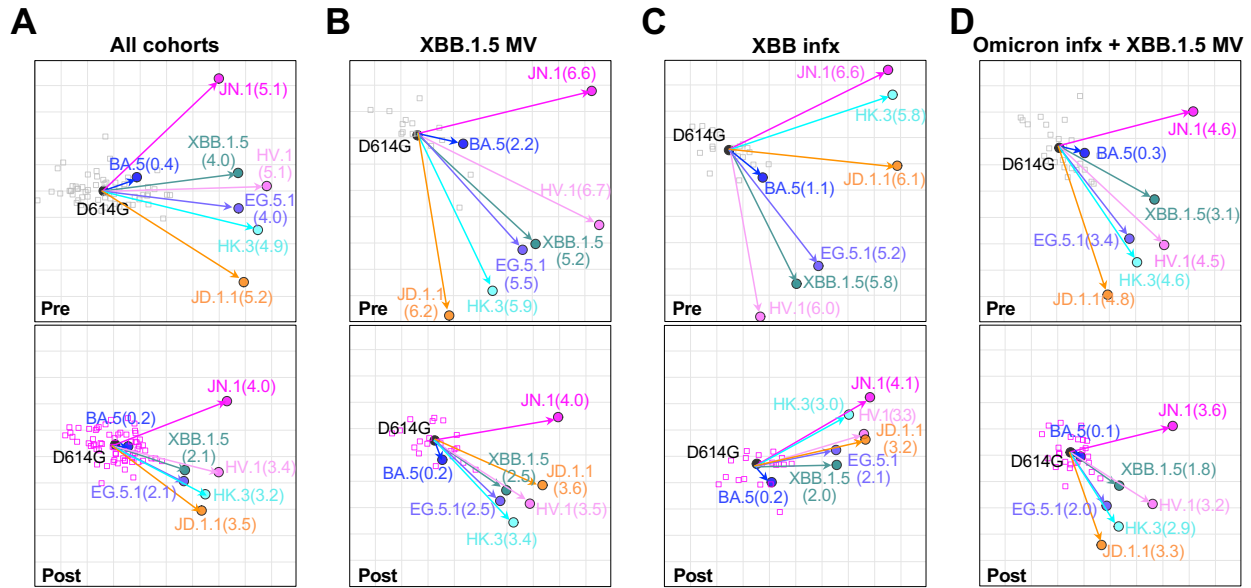 A
B
C
D
All cohorts
XBB.1.5 MV
XBB infx
Omicron infx + XBB.1.5 MV
JN.1(5.1)
XBB.1.5
(4.0)
HV.1
(5.1)
BA.5(0.4)
D614G
EG.5.1
(4.0)
HK.3(4.9)
JD.1.1(5.2)
Pre
JN.1(6.6)
D614G
BA.5(2.2)
HV.1(6.7)
XBB.1.5
(5.2)
EG.5.1
(5.5)
JD.1.1
(6.2)
HK.3(5.9)
Pre
JN.1(6.6)
HK.3(5.8)
D614G
JD.1.1(6.1)
BA.5(1.1)
EG.5.1(5.2)
XBB.1.5(5.8)
HV.1(6.0)
Pre
JN.1(4.6)
D614G
BA.5(0.3)
XBB.1.5(3.1)
EG.5.1(3.4)
HV.1(4.5)
HK.3(4.6)
JD.1.1(4.8)
Pre
JN.1(4.0)
BA.5(0.2)
XBB.1.5
(2.1)
D614G
HV.1(3.4)
EG.5.1(2.1)
HK.3(3.2)
JD.1.1(3.5)
Post
JN.1(4.0)
D614G
BA.5(0.2)
XBB.1.5
(2.5)
JD.1.1
(3.6)
EG.5.1(2.5)
HV.1(3.5)
HK.3(3.4)
Post
JN.1(4.1)
HK.3(3.0)
HV.1(3.3)
JD.1.1
(3.2)
D614G
EG.5.1
(2.1)
XBB.1.5
(2.0)
BA.5(0.2)
Post
JN.1(3.6)
BA.5(0.1)
D614G
XBB.1.5(1.8)
EG.5.1(2.0)
HV.1(3.2)
HK.3(2.9)
JD.1.1(3.3)
Post